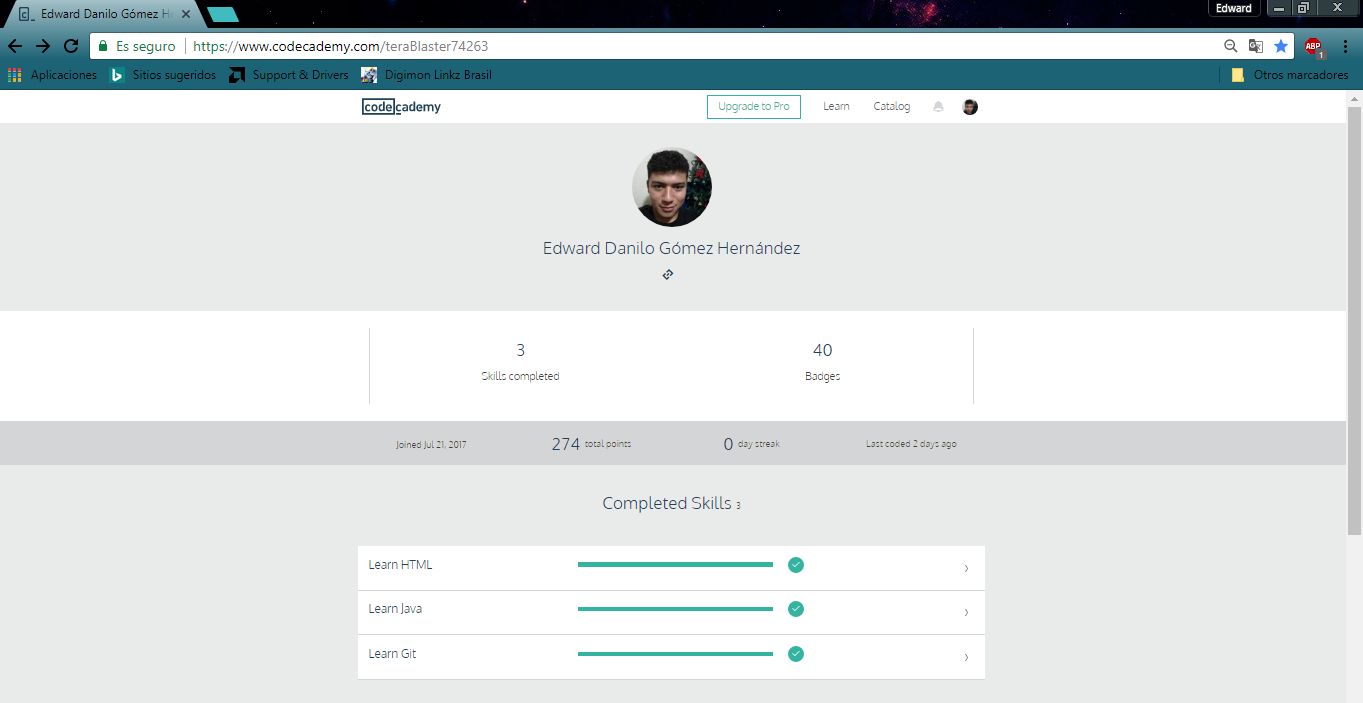 Edward Danilo Gómez He
Edward
Es seguro https://www.codecademy.com/teraBlaster74263
ABP
1
Aplicaciones Sitios sugeridos Support & Drivers Digimon Linkz Brasil Otros marcadores
codecademy Upgrade to Pro Learn Catalog
Edward Danilo Gómez Hernández
3 40
Skills completed Badges
Joined Jul 21, 2017 274 total points 0 day streak Last coded 2 days ago
Completed Skills 3
Learn HTML
Learn Java
Learn Git